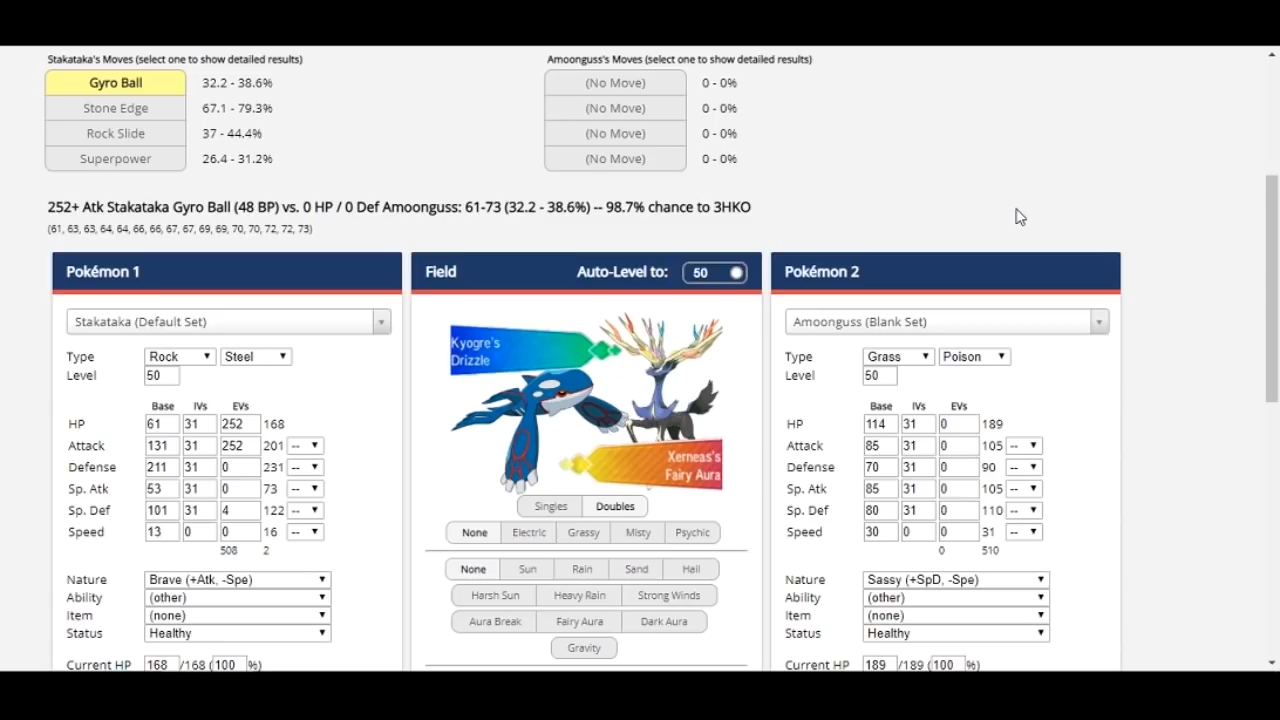 Stakataka's Moves (select one to show detailed results) Amoonguss's Moves (select one to show detailed results)
Gyro Ball 32.2 - 38.6% (No Move) 0 - 0%
Stone Edge 67.1 - 79.3% (No Move) 0 - 0%
Rock Slide 37 - 44.4% (No Move) 0 - 0%
Superpower 26.4 - 31.2% (No Move) 0 - 0%
252+ Atk Stakataka Gyro Ball (48 BP) vs. 0 HP / 0 Def Amoonguss: 61-73 (32.2 - 38.6%) -- 98.7% chance to 3HKO
(61, 63, 63, 64, 64, 66, 66, 67, 67, 69, 69, 70, 70, 72, 72, 73)
Pokémon 1
Stakataka (Default Set)
Type Rock Steel
Level 50
Base IVs EVs
HP 61 31 252 168
Attack 131 31 252 201 --
Defense 211 31 0 231 --
Sp. Atk 53 31 0 73 --
Sp. Def 101 31 4 122 --
Speed 13 0 0 16 --
508 2
Nature Brave (+Atk, -Spe)
Ability (other)
Item (none)
Status Healthy
Current HP 168 /168 (100 %)
Field Auto-Level to: 50
Kyogre's
Drizzle
Xerneas's
Fairy Aura
Singles Doubles
None Electric Grassy Misty Psychic
None Sun Rain Sand Hail
Harsh Sun Heavy Rain Strong Winds
Aura Break Fairy Aura Dark Aura
Gravity
Pokémon 2
Amoonguss (Blank Set)
Type Grass Poison
Level 50
Base IVs EVs
HP 114 31 0 189
Attack 85 31 0 105 --
Defense 70 31 0 90 --
Sp. Atk 85 31 0 105 --
Sp. Def 80 31 0 110 --
Speed 30 0 0 31 --
0 510
Nature Sassy (+SpD, -Spe)
Ability (other)
Item (none)
Status Healthy
Current HP 189 /189 (100 %)